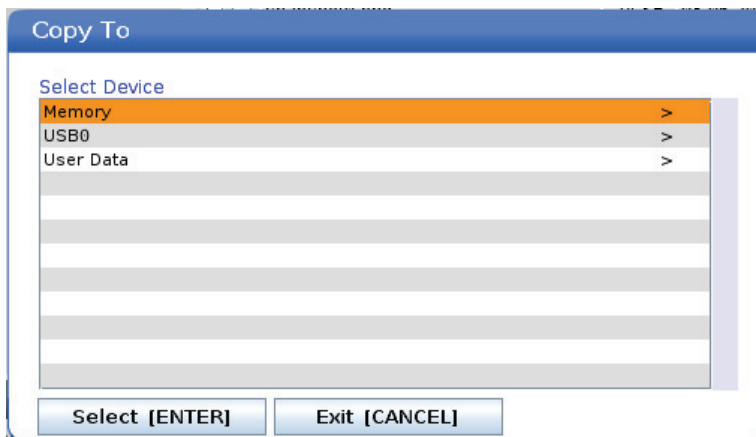 Copy To
Select Device
Memory >
USB0 >
User Data >
Select [ENTER] Exit [CANCEL]